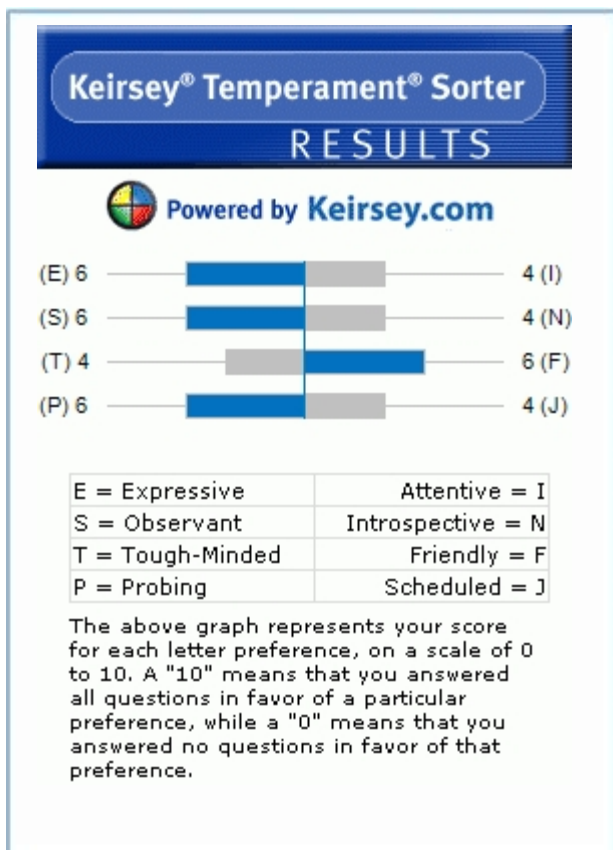 Keirsey® Temperament® Sorter
RESULTS
Powered by Keirsey.com
(E) 6 4 (I)
(S) 6 4 (N)
(T) 4 6 (F)
(P) 6 4 (J)
E = Expressive Attentive = I
S = Observant Introspective = N
T = Tough-Minded Friendly = F
P = Probing Scheduled = J
The above graph represents your score
for each letter preference, on a scale of 0
to 10. A "10" means that you answered
all questions in favor of a particular
preference, while a "0" means that you
answered no questions in favor of that
preference.